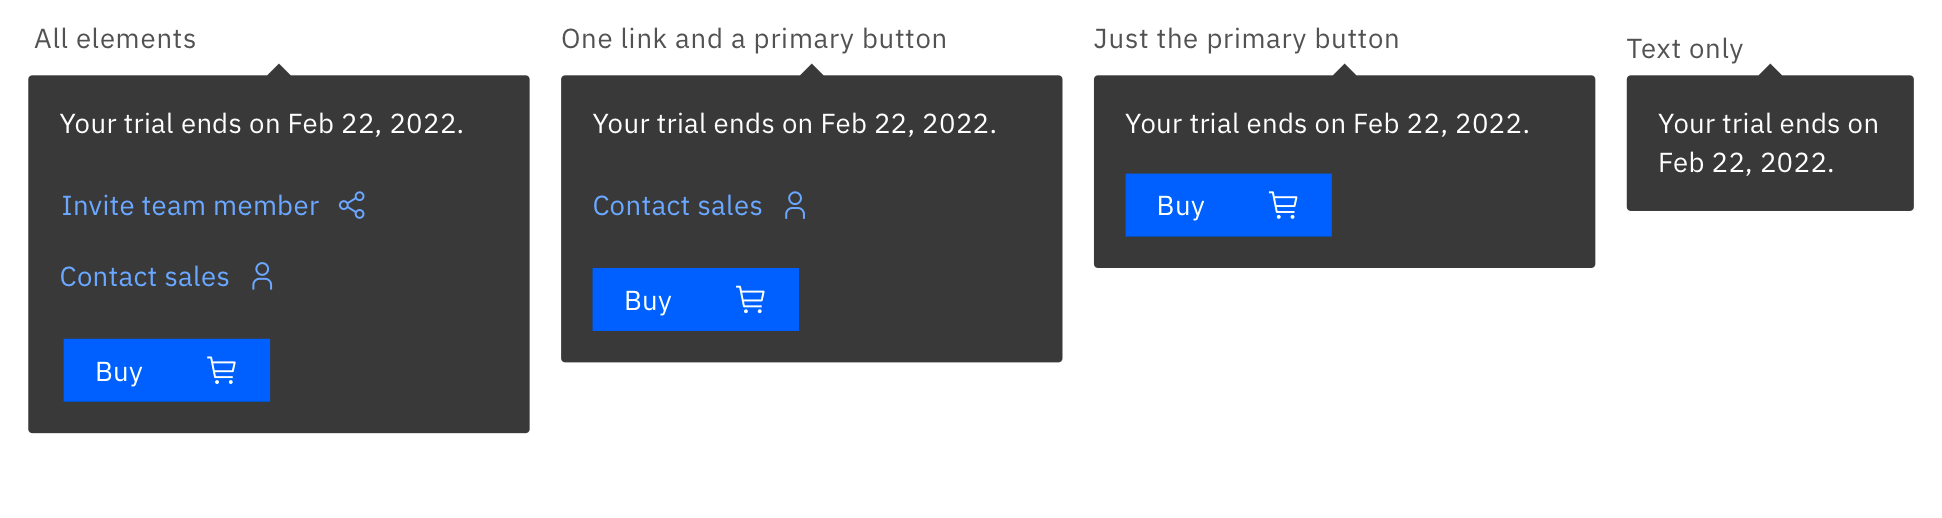 All elements
Your trial ends on Feb 22, 2022.
Invite team member
Contact sales
Buy
One link and a primary button
Your trial ends on Feb 22, 2022.
Contact sales
Buy
Just the primary button
Your trial ends on Feb 22, 2022.
Buy
Text only
Your trial ends on
Feb 22, 2022.